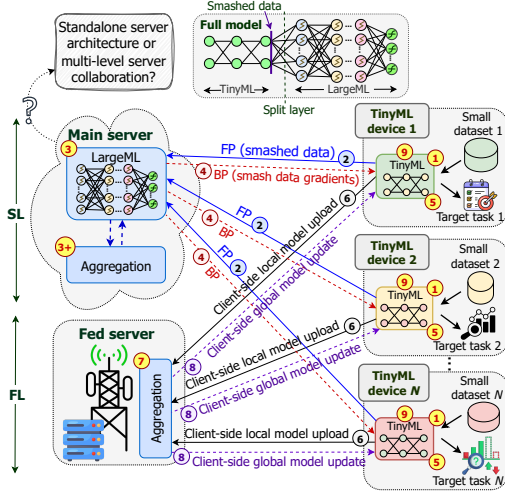 Standalone server
architecture or
multi-level server
collaboration?
Smashed data
Full model
TinyML
LargeML
Split layer
Main server
3
LargeML
3+
Aggregation
SL
FL
Fed server
7
Aggregation
FP (smashed data)
2
4
BP (smash data gradients)
4
FP
2
BP
4
FP
2
BP
6
Client-side local model upload
Client-side global model update
8
Client-side local model upload
6
8
Client-side global model update
Client-side local model upload
6
8
Client-side global model update
TinyML
device 1
Small
dataset 1
9
1
TinyML
5
Target task 1
TinyML
device 2
Small
dataset 2
9
1
TinyML
5
Target task 2
TinyML
device N
Small
dataset N
9
1
TinyML
5
Target task N